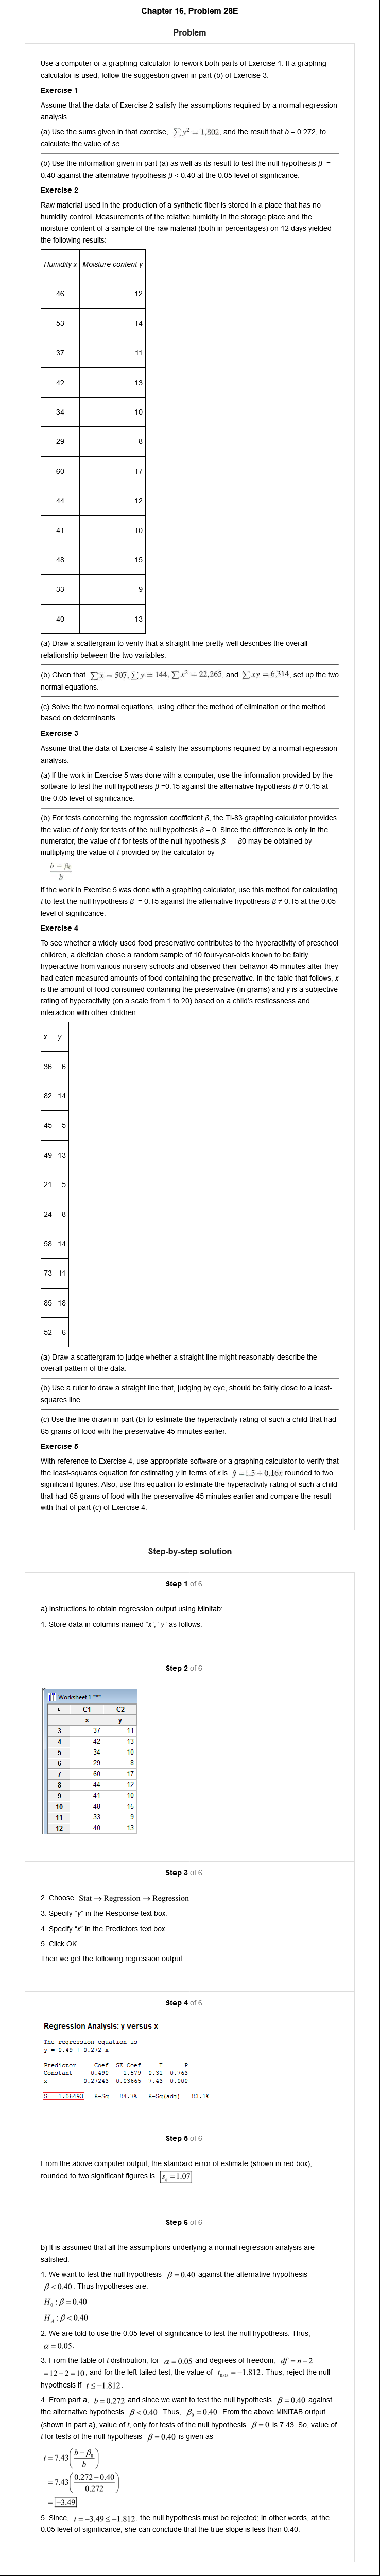 Chapter 16, Problem 28E
Problem
Use a computer or a graphing calculator to rework both parts of Exercise 1. If a graphing
calculator is used, follow the suggestion given in part (b) of Exercise 3.
Exercise 1
Assume that the data of Exercise 2 satisfy the assumptions required by a normal regression
analysis.
(a) Use the sums given in that exercise, ∑y² = 1,802, and the result that b = 0.272, to
calculate the value of se.
(b) Use the information given in part (a) as well as its result to test the null hypothesis β =
0.40 against the alternative hypothesis β < 0.40 at the 0.05 level of significance.
Exercise 2
Raw material used in the production of a synthetic fiber is stored in a place that has no
humidity control. Measurements of the relative humidity in the storage place and the
moisture content of a sample of the raw material (both in percentages) on 12 days yielded
the following results:
Humidity x Moisture content y
46 12
53 14
37 11
42 13
34 10
29 8
60 17
44 12
41 10
48 15
33 9
40 13
(a) Draw a scattergram to verify that a straight line pretty well describes the overall
relationship between the two variables.
(b) Given that ∑x = 507, ∑y = 144, ∑x² = 22,265, and ∑xy = 6,314, set up the two
normal equations.
(c) Solve the two normal equations, using either the method of elimination or the method
based on determinants.
Exercise 3
Assume that the data of Exercise 4 satisfy the assumptions required by a normal regression
analysis.
(a) If the work in Exercise 5 was done with a computer, use the information provided by the
software to test the null hypothesis β =0.15 against the alternative hypothesis β ≠ 0.15 at
the 0.05 level of significance.
(b) For tests concerning the regression coefficient β, the TI-83 graphing calculator provides
the value of t only for tests of the null hypothesis β = 0. Since the difference is only in the
numerator, the value of t for tests of the null hypothesis β = β0 may be obtained by
multiplying the value of t provided by the calculator by
b − β₀
b
If the work in Exercise 5 was done with a graphing calculator, use this method for calculating
t to test the null hypothesis β = 0.15 against the alternative hypothesis β ≠ 0.15 at the 0.05
level of significance.
Exercise 4
To see whether a widely used food preservative contributes to the hyperactivity of preschool
children, a dietician chose a random sample of 10 four-year-olds known to be fairly
hyperactive from various nursery schools and observed their behavior 45 minutes after they
had eaten measured amounts of food containing the preservative. In the table that follows, x
is the amount of food consumed containing the preservative (in grams) and y is a subjective
rating of hyperactivity (on a scale from 1 to 20) based on a child's restlessness and
interaction with other children:
x y
36 6
82 14
45 5
49 13
21 5
24 8
58 14
73 11
85 18
52 6
(a) Draw a scattergram to judge whether a straight line might reasonably describe the
overall pattern of the data.
(b) Use a ruler to draw a straight line that, judging by eye, should be fairly close to a least-
squares line.
(c) Use the line drawn in part (b) to estimate the hyperactivity rating of such a child that had
65 grams of food with the preservative 45 minutes earlier.
Exercise 5
With reference to Exercise 4, use appropriate software or a graphing calculator to verify that
the least-squares equation for estimating y in terms of x is ŷ =1.5 + 0.16x rounded to two
significant figures. Also, use this equation to estimate the hyperactivity rating of such a child
that had 65 grams of food with the preservative 45 minutes earlier and compare the result
with that of part (c) of Exercise 4.
Step-by-step solution
Step 1 of 6
a) Instructions to obtain regression output using Minitab:
1. Store data in columns named "x", "y" as follows.
Step 2 of 6
Worksheet 1 ***
↓ C1 C2
x y
3 37 11
4 42 13
5 34 10
6 29 8
7 60 17
8 44 12
9 41 10
10 48 15
11 33 9
12 40 13
Step 3 of 6
2. Choose Stat → Regression → Regression
3. Specify "y" in the Response text box.
4. Specify "x" in the Predictors text box.
5. Click OK.
Then we get the following regression output.
Step 4 of 6
Regression Analysis: y versus x
The regression equation is
y = 0.49 + 0.272 x
Predictor Coef SE Coef T P
Constant 0.490 1.579 0.31 0.763
x 0.27243 0.03665 7.43 0.000
S = 1.06493 R-Sq = 84.7% R-Sq(adj) = 83.1%
Step 5 of 6
From the above computer output, the standard error of estimate (shown in red box),
rounded to two significant figures is sₑ =1.07.
Step 6 of 6
b) It is assumed that all the assumptions underlying a normal regression analysis are
satisfied.
1. We want to test the null hypothesis β = 0.40 against the alternative hypothesis
β < 0.40. Thus hypotheses are:
H₀ : β = 0.40
H_A : β < 0.40
2. We are told to use the 0.05 level of significance to test the null hypothesis. Thus,
α = 0.05.
3. From the table of t distribution, for α = 0.05 and degrees of freedom, df = n − 2
=12−2=10, and for the left tailed test, the value of t₀.₀₅ = −1.812. Thus, reject the null
hypothesis if t ≤ −1.812.
4. From part a, b = 0.272 and since we want to test the null hypothesis β = 0.40 against
the alternative hypothesis β < 0.40. Thus, β₀ = 0.40. From the above MINITAB output
(shown in part a), value of t, only for tests of the null hypothesis β = 0 is 7.43. So, value of
t for tests of the null hypothesis β = 0.40 is given as
t = 7.43((b − β₀)/b)
= 7.43((0.272 − 0.40)/0.272)
= −3.49
5. Since, t = −3.49 ≤ −1.812, the null hypothesis must be rejected; in other words, at the
0.05 level of significance, she can conclude that the true slope is less than 0.40.